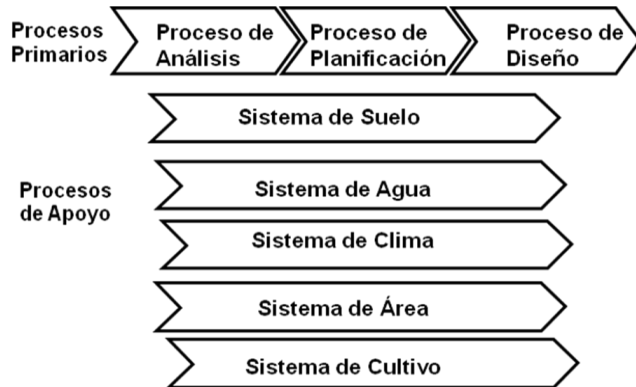 Procesos
Primarios
Proceso de
Análisis
Proceso de
Planificación
Proceso de
Diseño
Sistema de Suelo
Procesos
de Apoyo
Sistema de Agua
Sistema de Clima
Sistema de Área
Sistema de Cultivo